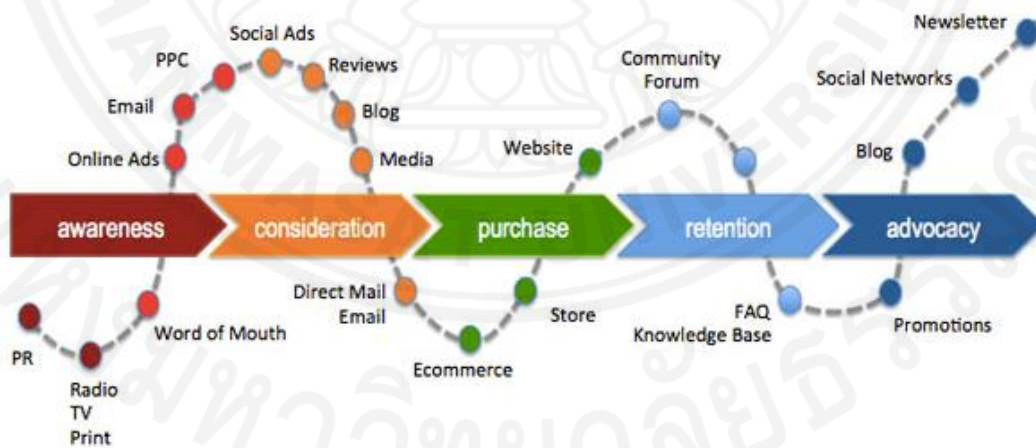 Newsletter
Social Ads
PPC
Reviews
Community
Forum
Social Networks
Email
Blog
Website
Blog
Online Ads
Media
awareness
consideration
purchase
retention
advocacy
Direct Mail
Email
Store
FAQ
Knowledge Base
Promotions
Word of Mouth
PR
Ecommerce
Radio
TV
Print